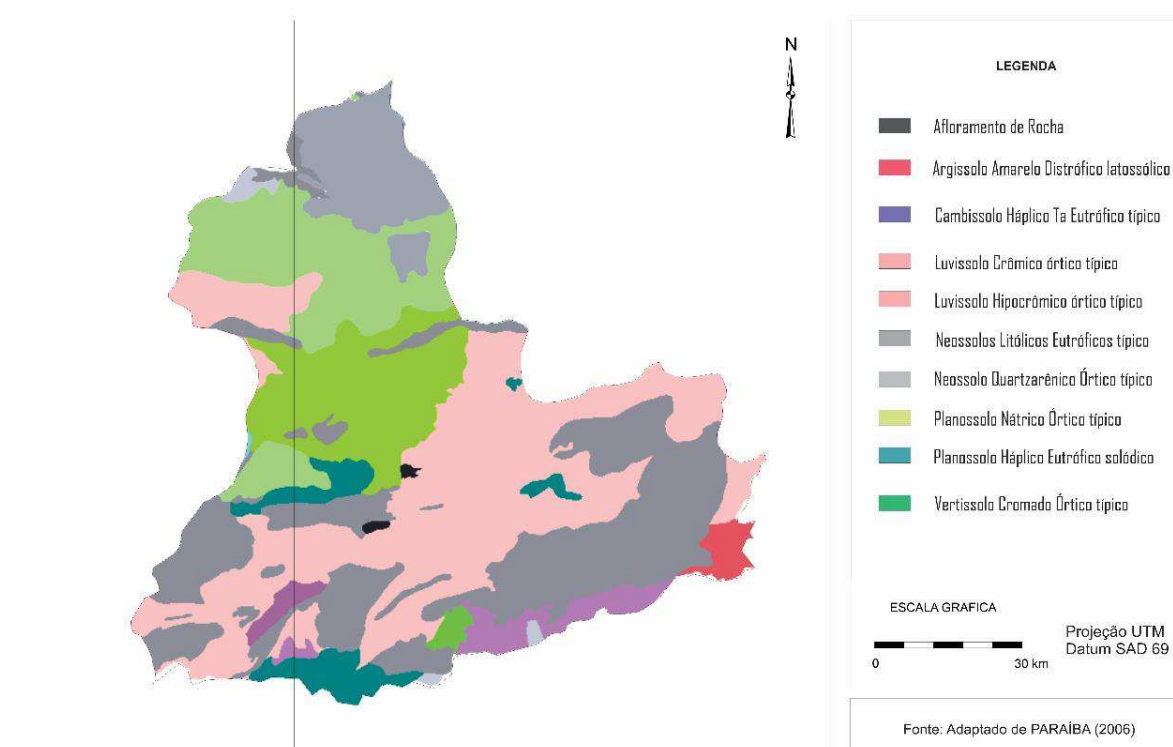 N
LEGENDA
Afloramento de Rocha
Argissolo Amarelo Distrófico latossólico
Cambissolo Háplico Ta Eutrófico típico
Luvissolo Crômico órtico típico
Luvissolo Hipocrômico órtico típico
Neossolos Litólicos Eutróficos típico
Neossolo Quartzarênico Órtico típico
Planossolo Nátrico Órtico típico
Planossolo Háplico Eutrófico solódico
Vertissolo Cromado Órtico típico
ESCALA GRAFICA
0 30 km
Projeção UTM
Datum SAD 69
Fonte: Adaptado de PARAÍBA (2006)